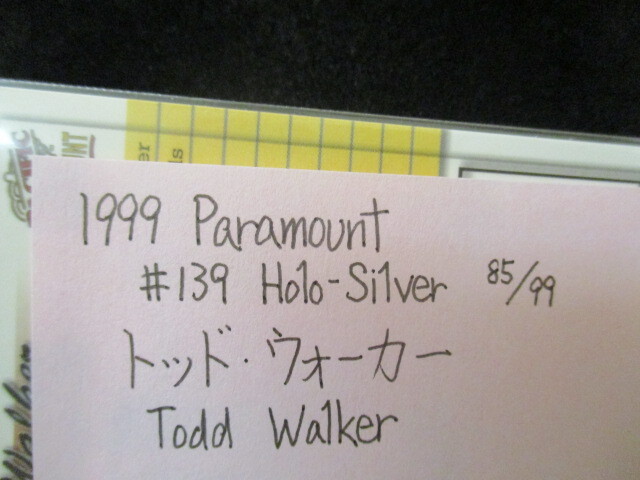 1999 Paramount
#139 Holo-Silver 85/99
トッド・ウォーカー
Todd Walker